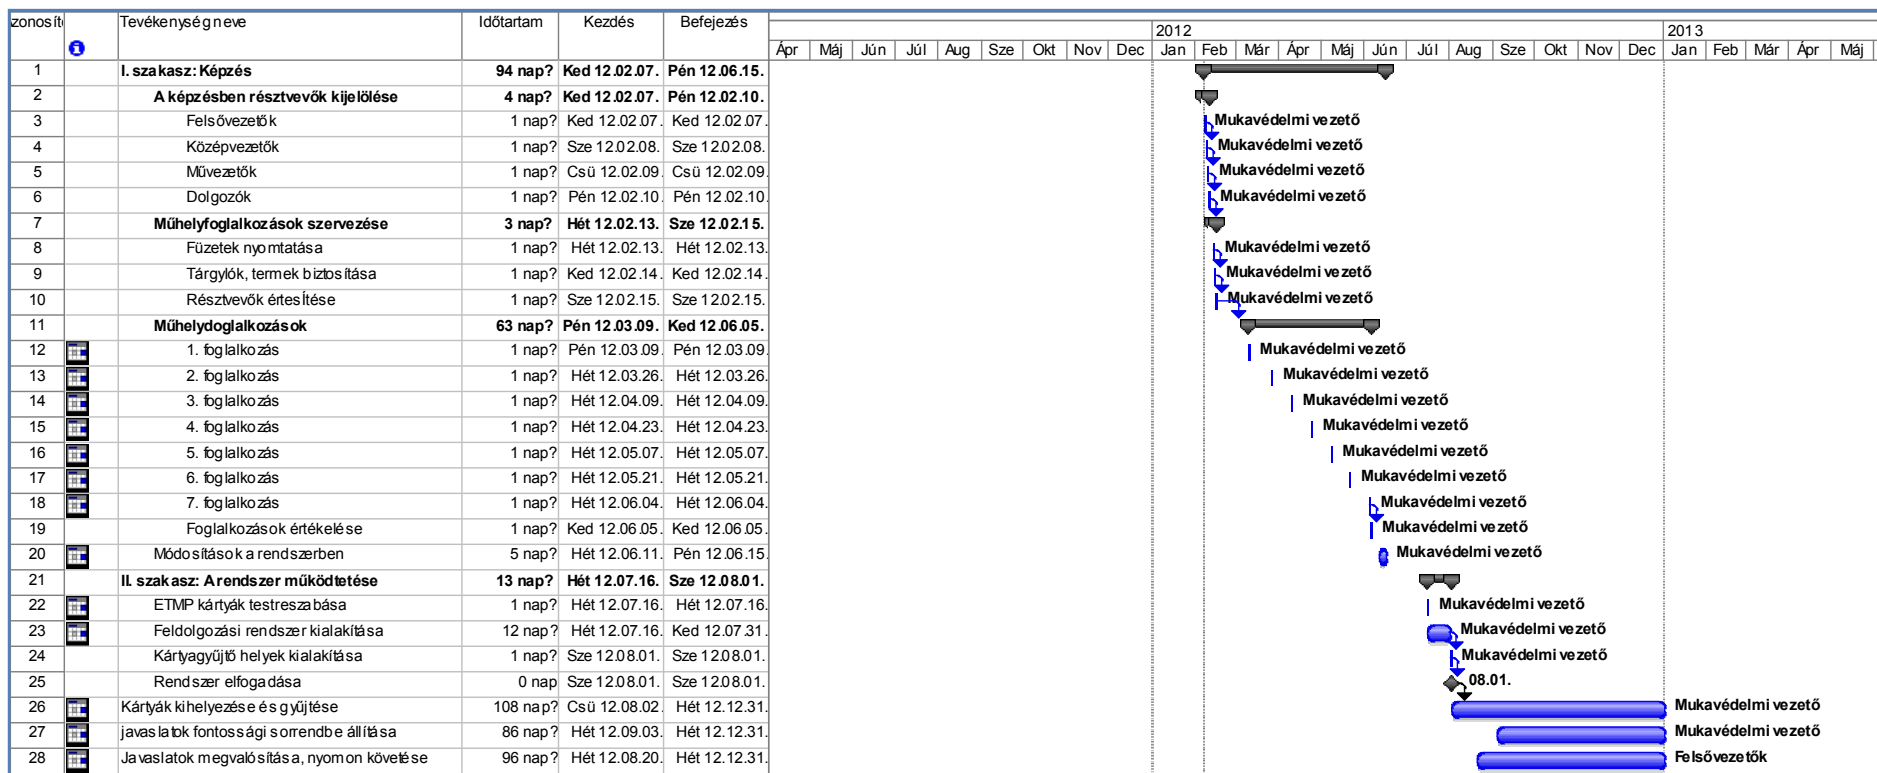 zonosít Tevékenység neve Időtartam Kezdés Befejezés
2012 2013
Ápr Máj Jún Júl Aug Sze Okt Nov Dec Jan Feb Már Ápr Máj Jún Júl Aug Sze Okt Nov Dec Jan Feb Már Ápr Máj
1 I. szakasz: Képzés 94 nap? Ked 12.02.07. Pén 12.06.15.
2 A képzésben résztvevők kijelölése 4 nap? Ked 12.02.07. Pén 12.02.10.
3 Felsővezetők 1 nap? Ked 12.02.07. Ked 12.02.07. Mukavédelmi vezető
4 Középvezetők 1 nap? Sze 12.02.08. Sze 12.02.08. Mukavédelmi vezető
5 Művezetők 1 nap? Csü 12.02.09. Csü 12.02.09. Mukavédelmi vezető
6 Dolgozók 1 nap? Pén 12.02.10. Pén 12.02.10. Mukavédelmi vezető
7 Műhelyfoglalkozások szervezése 3 nap? Hét 12.02.13. Sze 12.02.15.
8 Füzetek nyomtatása 1 nap? Hét 12.02.13. Hét 12.02.13. Mukavédelmi vezető
9 Tárgylók, termek biztosítása 1 nap? Ked 12.02.14. Ked 12.02.14. Mukavédelmi vezető
10 Résztvevők értesÍtése 1 nap? Sze 12.02.15. Sze 12.02.15. Mukavédelmi vezető
11 Műhelydoglalkozások 63 nap? Pén 12.03.09. Ked 12.06.05.
12 1. foglalkozás 1 nap? Pén 12.03.09. Pén 12.03.09. Mukavédelmi vezető
13 2. foglalkozás 1 nap? Hét 12.03.26. Hét 12.03.26. Mukavédelmi vezető
14 3. foglalkozás 1 nap? Hét 12.04.09. Hét 12.04.09. Mukavédelmi vezető
15 4. foglalkozás 1 nap? Hét 12.04.23. Hét 12.04.23. Mukavédelmi vezető
16 5. foglalkozás 1 nap? Hét 12.05.07. Hét 12.05.07. Mukavédelmi vezető
17 6. foglalkozás 1 nap? Hét 12.05.21. Hét 12.05.21. Mukavédelmi vezető
18 7. foglalkozás 1 nap? Hét 12.06.04. Hét 12.06.04. Mukavédelmi vezető
19 Foglalkozások értékelése 1 nap? Ked 12.06.05. Ked 12.06.05. Mukavédelmi vezető
20 Módosítások a rendszerben 5 nap? Hét 12.06.11. Pén 12.06.15. Mukavédelmi vezető
21 II. szakasz: A rendszer működtetése 13 nap? Hét 12.07.16. Sze 12.08.01.
22 ETMP kártyák testreszabása 1 nap? Hét 12.07.16. Hét 12.07.16. Mukavédelmi vezető
23 Feldolgozási rendszer kialakítása 12 nap? Hét 12.07.16. Ked 12.07.31. Mukavédelmi vezető
24 Kártyagyűjtő helyek kialakítása 1 nap? Sze 12.08.01. Sze 12.08.01. Mukavédelmi vezető
25 Rendszer elfogadása 0 nap Sze 12.08.01. Sze 12.08.01. 08.01.
26 Kártyák kihelyezése és gyűjtése 108 nap? Csü 12.08.02. Hét 12.12.31. Mukavédelmi vezető
27 javaslatok fontossági sorrendbe állítása 86 nap? Hét 12.09.03. Hét 12.12.31. Mukavédelmi vezető
28 Javaslatok megvalósítása, nyomon követése 96 nap? Hét 12.08.20. Hét 12.12.31. Felsővezetők